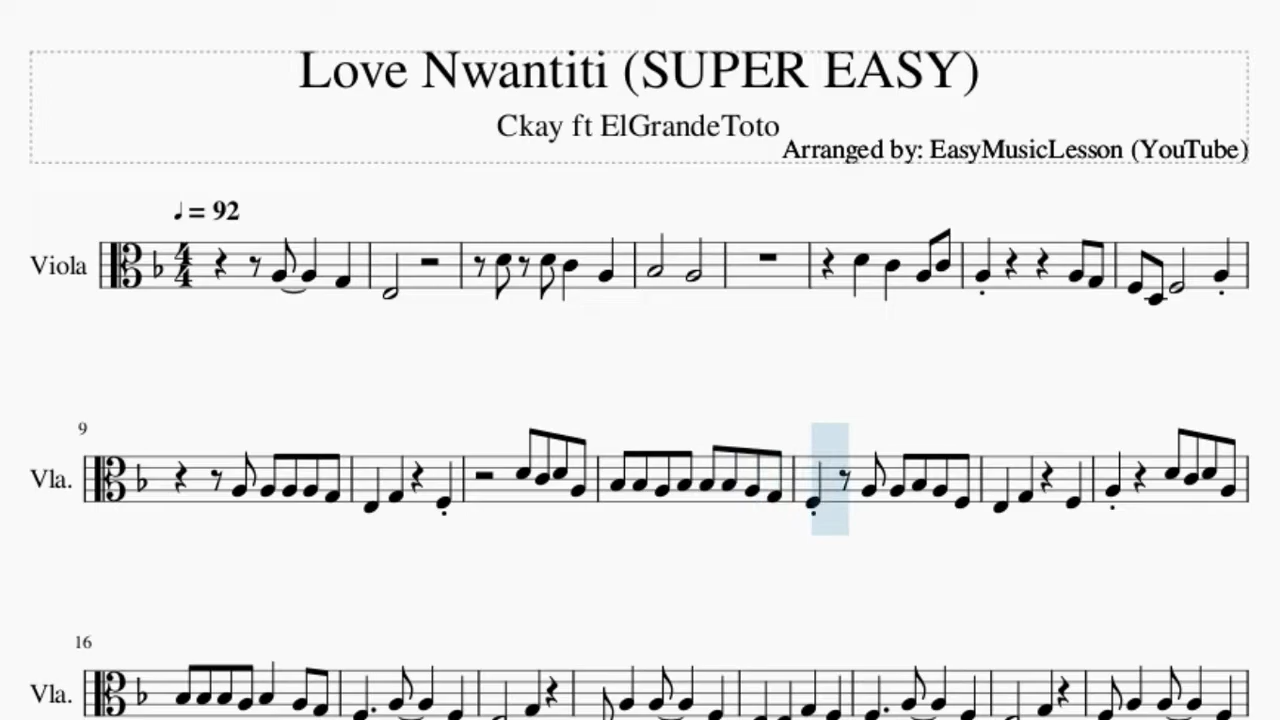 Love Nwantiti (SUPER EASY)
Ckay ft ElGrandeToto
Arranged by: EasyMusicLesson (YouTube)
♩ = 92
Viola
4
4
9
Vla.
16
Vla.